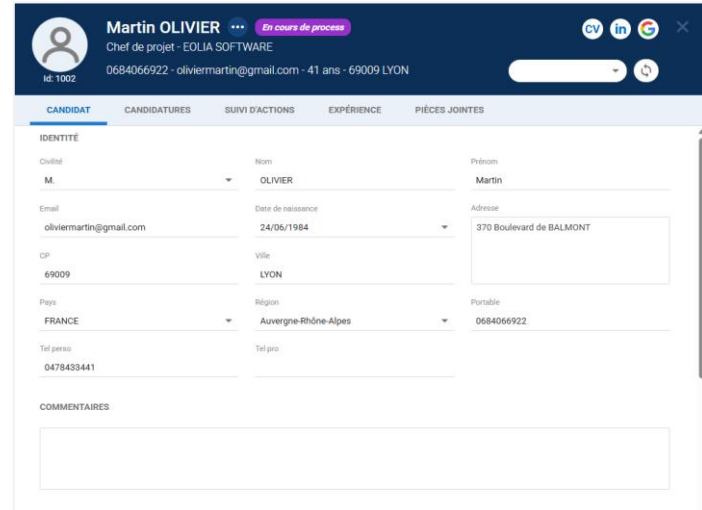 Martin OLIVIER ••• En cours de process
CV in G
Chef de projet - EOLIA SOFTWARE
0684066922 - oliviermartin@gmail.com - 41 ans - 69009 LYON
Id: 1002
CANDIDAT CANDIDATURES SUIVI D'ACTIONS EXPÉRIENCE PIÈCES JOINTES
IDENTITÉ
Civilité Nom Prénom
M. OLIVIER Martin
Email Date de naissance Adresse
oliviermartin@gmail.com 24/06/1984 370 Boulevard de BALMONT
CP Ville
69009 LYON
Pays Région Portable
FRANCE Auvergne-Rhône-Alpes 0684066922
Tel perso Tel pro
0478433441
COMMENTAIRES